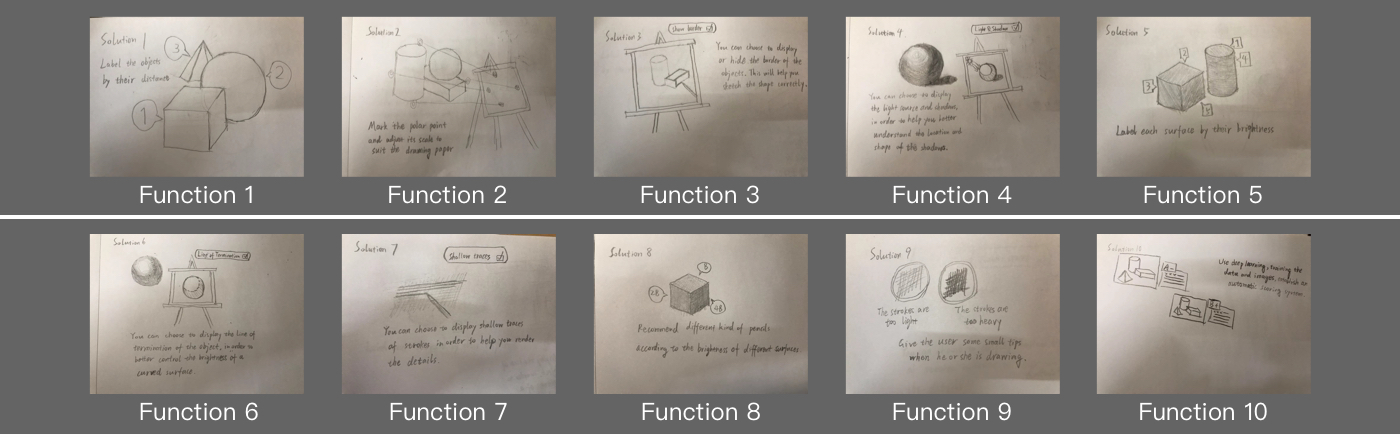 Solution 1
Label the objects
by their distance
3
2
1
Function 1
Solution 2
Mark the polar point
and adjust its scale to
suit the drawing paper
Function 2
Solution 3
Show border
You can choose to display
or hide the border of the
objects. This will help you
sketch the shape correctly.
Function 3
Solution 4
Light & Shadow
You can choose to display
the light source and shadow,
in order to help you better
understand the location and
shape of the shadow.
Function 4
Solution 5
2
1
4
3
Label each surface by their brightness
Function 5
Solution 6
Line of Termination
You can choose to display the line of
termination of the object, in order to
better control the brightness of a
curved surface.
Function 6
Solution 7
Shallow traces
You can choose to display shallow traces
of strokes in order to help you render
the details.
Function 7
Solution 8
2B
4B
Recommend different kind of pencils
according to the brightness of different surfaces.
Function 8
Solution 9
The strokes are
too light
The strokes are
too heavy
Give the user some small tips
when he or she is drawing.
Function 9
Solution 10
Use deep learning, training the
data and images, establish an
automatic scoring system.
Function 10